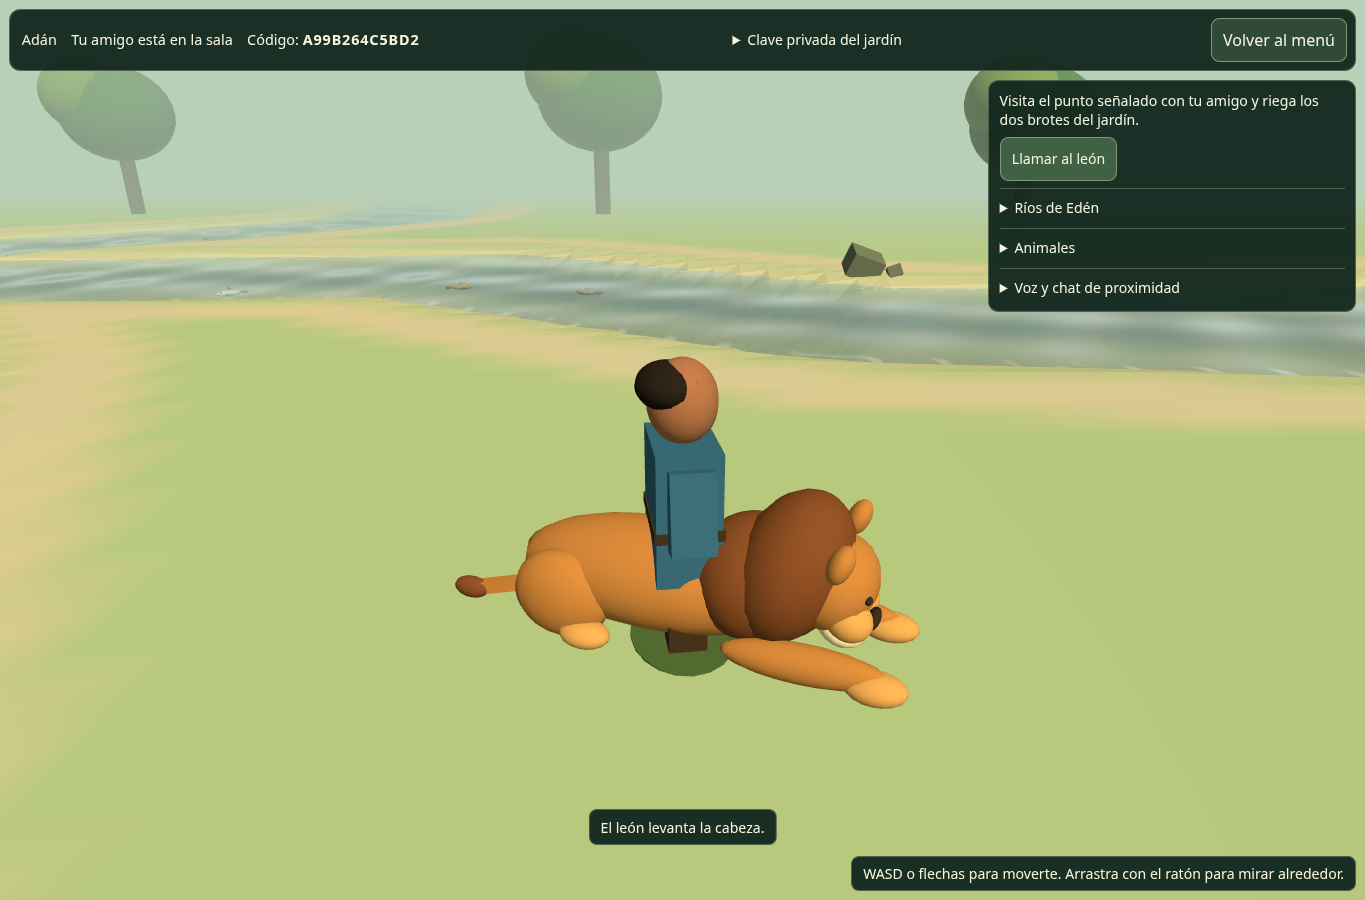 Adán Tu amigo está en la sala Código: A99B264C5BD2
Clave privada del jardín
Volver al menú
Visita el punto señalado con tu amigo y riega los
dos brotes del jardín.
Llamar al león
Ríos de Edén
Animales
Voz y chat de proximidad
El león levanta la cabeza.
WASD o flechas para moverte. Arrastra con el ratón para mirar alrededor.